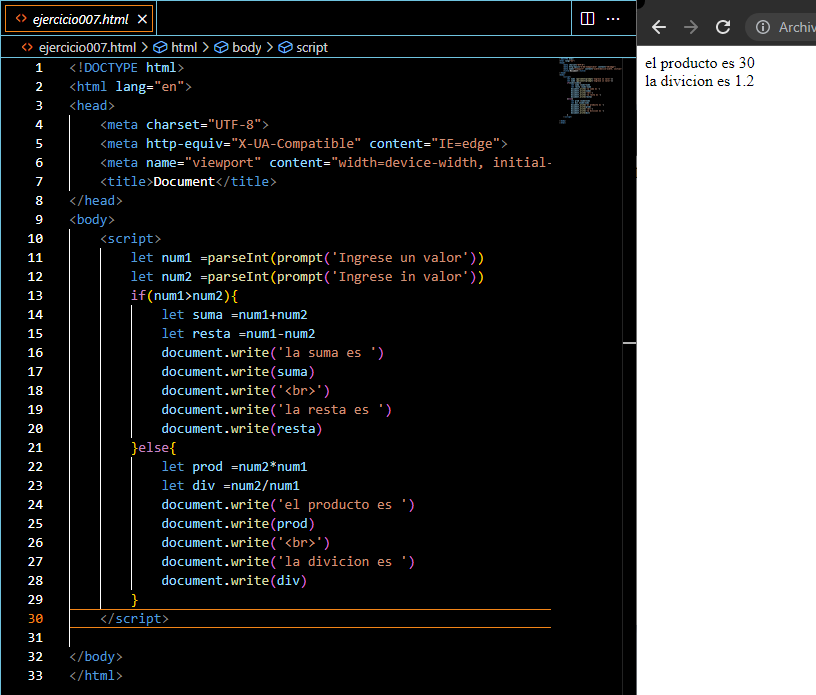 ejercicio007.html
ejercicio007.html > html > body > script
1 <!DOCTYPE html>
2 <html lang="en">
3 <head>
4 <meta charset="UTF-8">
5 <meta http-equiv="X-UA-Compatible" content="IE=edge">
6 <meta name="viewport" content="width=device-width, initial-
7 <title>Document</title>
8 </head>
9 <body>
10 <script>
11 let num1 =parseInt(prompt('Ingrese un valor'))
12 let num2 =parseInt(prompt('Ingrese in valor'))
13 if(num1>num2){
14 let suma =num1+num2
15 let resta =num1-num2
16 document.write('la suma es ')
17 document.write(suma)
18 document.write('<br>')
19 document.write('la resta es ')
20 document.write(resta)
21 }else{
22 let prod =num2*num1
23 let div =num2/num1
24 document.write('el producto es ')
25 document.write(prod)
26 document.write('<br>')
27 document.write('la divicion es ')
28 document.write(div)
29 }
30 </script>
31
32 </body>
33 </html>
Archiv
el producto es 30
la divicion es 1.2